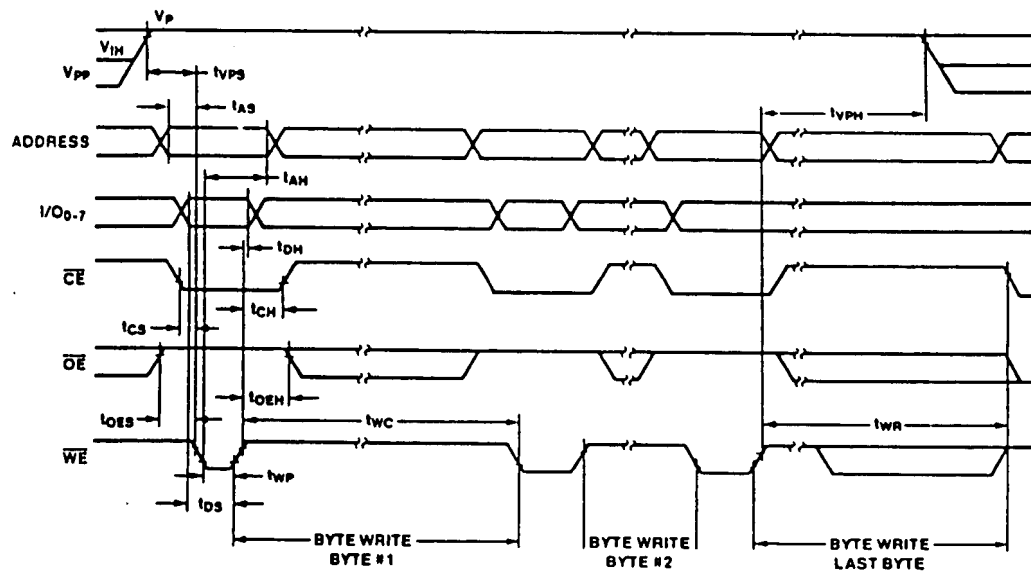 VP
VIH
VPP
tVPS
tAS
tVPH
ADDRESS
tAH
I/O0-7
tDH
CE
tCH
tCS
OE
tOES
tOEH
tWC
tWR
WE
tWP
tDS
BYTE WRITE
BYTE #1
BYTE WRITE
BYTE #2
BYTE WRITE
LAST BYTE